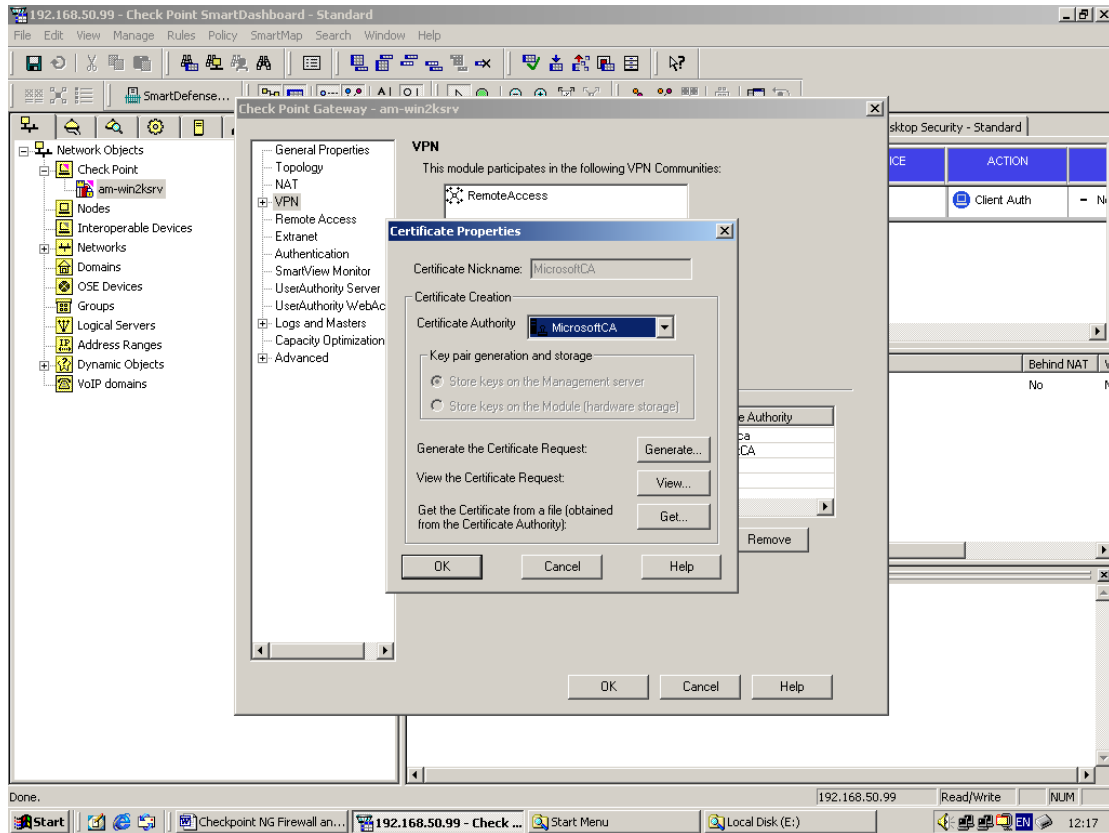 192.168.50.99 - Check Point SmartDashboard - Standard
File Edit View Manage Rules Policy SmartMap Search Window Help
SmartDefense...
Check Point Gateway - am-win2ksrv
Desktop Security - Standard
Network Objects
Check Point
am-win2ksrv
Nodes
Interoperable Devices
Networks
Domains
OSE Devices
Groups
Logical Servers
Address Ranges
Dynamic Objects
VoIP domains
General Properties
Topology
NAT
VPN
Remote Access
Extranet
Authentication
SmartView Monitor
UserAuthority Server
UserAuthority WebAc
Logs and Masters
Capacity Optimization
Advanced
VPN
This module participates in the following VPN Communities:
RemoteAccess
Certificate Properties
Certificate Nickname: MicrosoftCA
Certificate Creation
Certificate Authority MicrosoftCA
Key pair generation and storage
Store keys on the Management server
Store keys on the Module (hardware storage)
Generate the Certificate Request: Generate...
View the Certificate Request: View...
Get the Certificate from a file (obtained
from the Certificate Authority): Get...
OK Cancel Help
e Authority
ca
CA
Remove
OK Cancel Help
ICE ACTION
Client Auth
Behind NAT
No
Done.
192.168.50.99 Read/Write NUM
Start
Checkpoint NG Firewall an...
192.168.50.99 - Check ...
Start Menu
Local Disk (E:)
EN
12:17